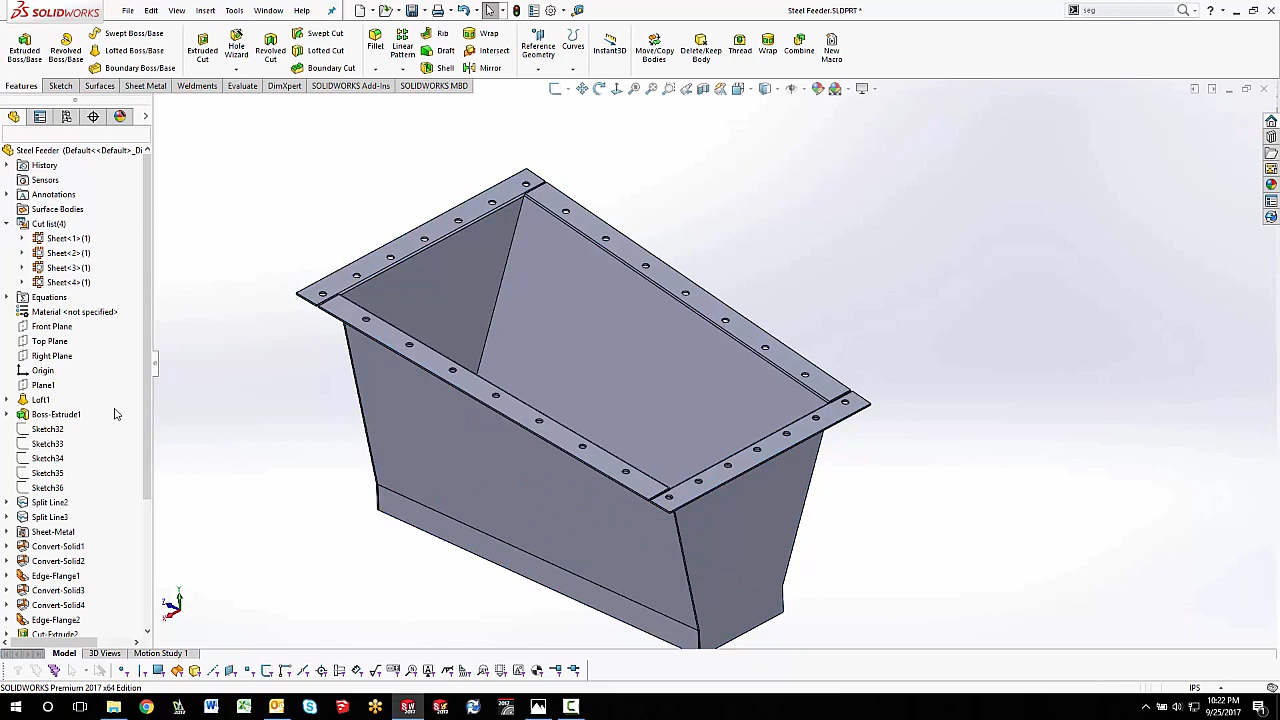 SOLIDWORKS File Edit View Insert Tools Window Help Steel Feeder.SLDPRT * seg
Extruded Boss/Base
Revolved Boss/Base
Swept Boss/Base
Lofted Boss/Base
Boundary Boss/Base
Extruded Cut
Hole Wizard
Revolved Cut
Swept Cut
Lofted Cut
Boundary Cut
Fillet
Linear Pattern
Rib
Draft
Shell
Wrap
Intersect
Mirror
Reference Geometry
Curves
Instant3D
Move/Copy Bodies
Delete/Keep Body
Thread
Wrap
Combine
New Macro
Features Sketch Surfaces Sheet Metal Weldments Evaluate DimXpert SOLIDWORKS Add-Ins SOLIDWORKS MBD
Steel Feeder (Default<<Default>_Di
History
Sensors
Annotations
Surface Bodies
Cut list(4)
Sheet<1> (1)
Sheet<2> (1)
Sheet<3> (1)
Sheet<4> (1)
Equations
Material <not specified>
Front Plane
Top Plane
Right Plane
Origin
Plane1
Loft1
Boss-Extrude1
Sketch32
Sketch33
Sketch34
Sketch35
Sketch36
Split Line2
Split Line3
Sheet-Metal
Convert-Solid1
Convert-Solid2
Edge-Flange1
Convert-Solid3
Convert-Solid4
Edge-Flange2
Cut-Extrude2
Model 3D Views Motion Study 1
SOLIDWORKS Premium 2017 x64 Edition IPS
10:22 PM
9/25/2017